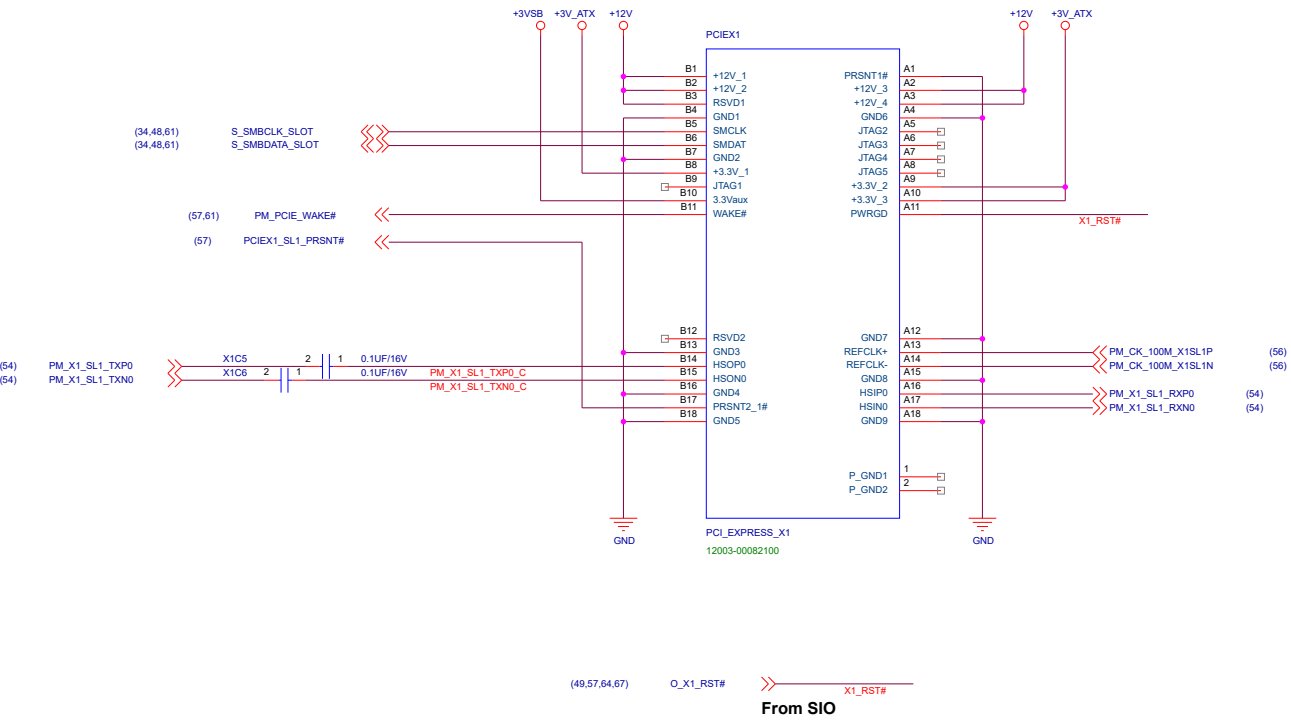 +3VSB +3V_ATX +12V +12V +3V_ATX
PCIEX1
B1 +12V_1 PRSNT1# A1
B2 +12V_2 +12V_3 A2
B3 RSVD1 +12V_4 A3
B4 GND1 GND6 A4
(34,48,61) S_SMBCLK_SLOT B5 SMCLK JTAG2 A5
(34,48,61) S_SMBDATA_SLOT B6 SMDAT JTAG3 A6
B7 GND2 JTAG4 A7
B8 +3.3V_1 JTAG5 A8
B9 JTAG1 +3.3V_2 A9
B10 3.3Vaux +3.3V_3 A10
(57,61) PM_PCIE_WAKE# B11 WAKE# PWRGD A11
X1_RST#
(57) PCIEX1_SL1_PRSNT#
B12 RSVD2 GND7 A12
B13 GND3 REFCLK+ A13 PM_CK_100M_X1SL1P (56)
(54) PM_X1_SL1_TXP0 X1C5 2 1 0.1UF/16V B14 HSOP0 REFCLK- A14 PM_CK_100M_X1SL1N (56)
PM_X1_SL1_TXP0_C
(54) PM_X1_SL1_TXN0 X1C6 2 1 0.1UF/16V B15 HSON0 GND8 A15
PM_X1_SL1_TXN0_C
B16 GND4 HSIP0 A16 PM_X1_SL1_RXP0 (54)
B17 PRSNT2_1# HSIN0 A17 PM_X1_SL1_RXN0 (54)
B18 GND5 GND9 A18
P_GND1 1
P_GND2 2
GND GND
PCI_EXPRESS_X1
12003-00082100
(49,57,64,67) O_X1_RST# X1_RST#
From SIO